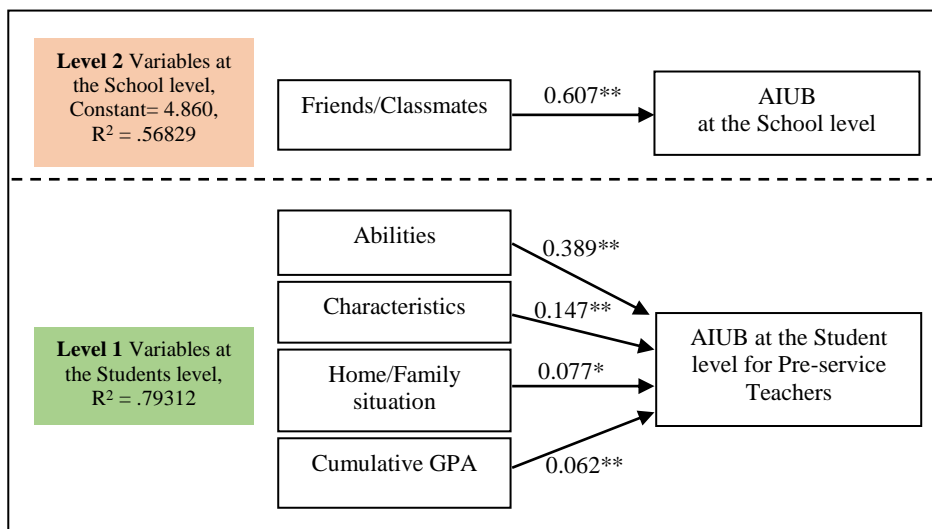 Level 2 Variables at
the School level,
Constant= 4.860,
R² = .56829
Friends/Classmates
0.607**
AIUB
at the School level
Level 1 Variables at
the Students level,
R² = .79312
Abilities
0.389**
Characteristics
0.147**
Home/Family
situation
0.077*
Cumulative GPA
0.062**
AIUB at the Student
level for Pre-service
Teachers